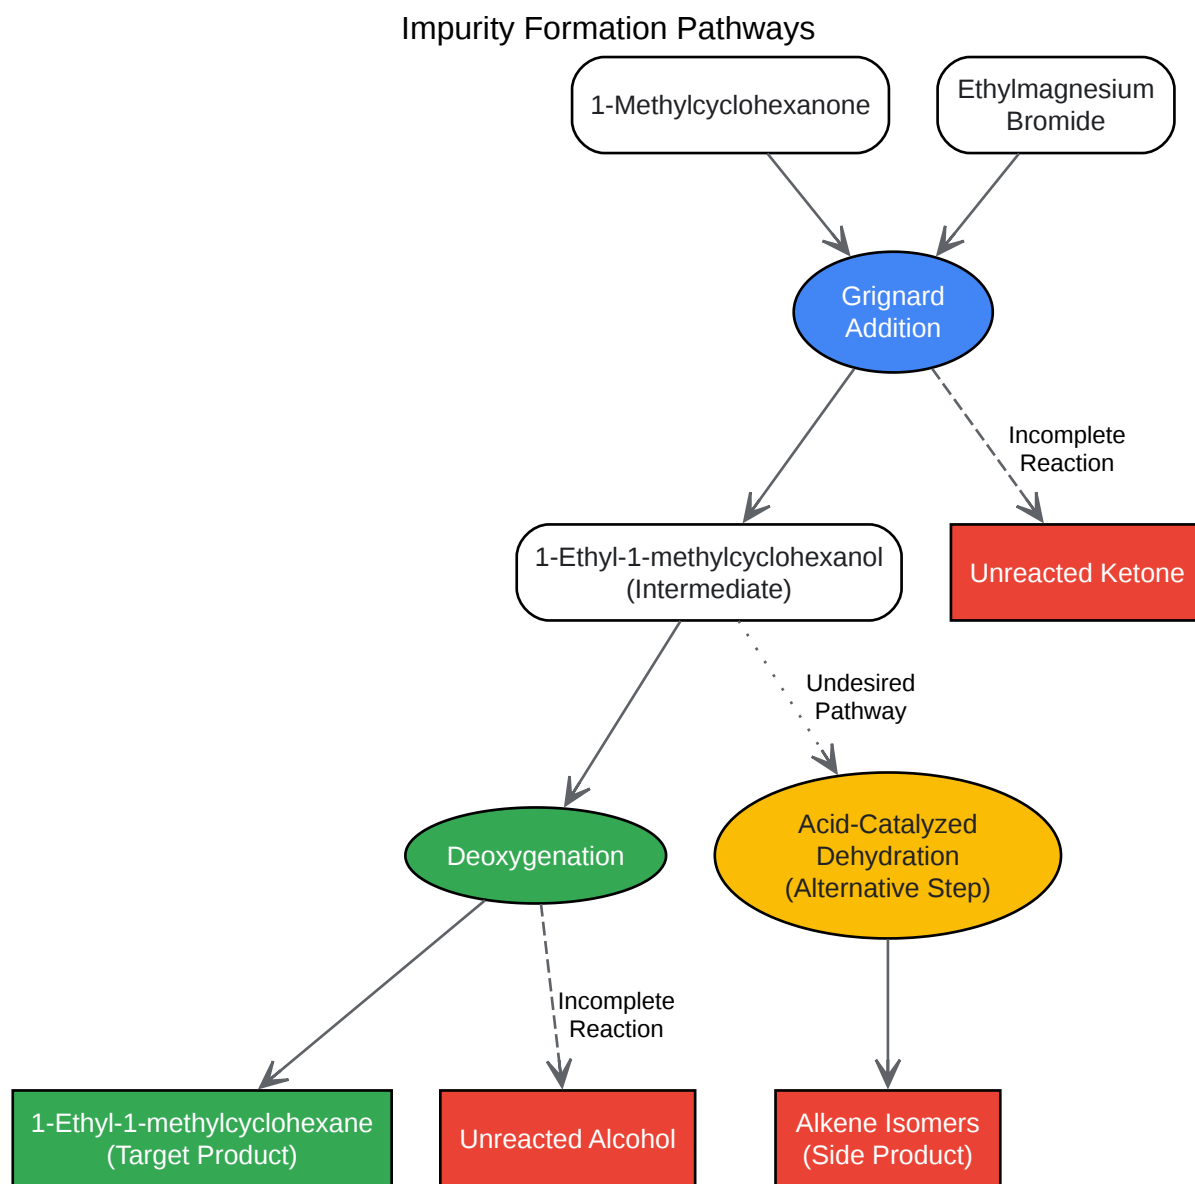 Impurity Formation Pathways
1-Methylcyclohexanone
Ethylmagnesium
Bromide
Grignard
Addition
Incomplete
Reaction
1-Ethyl-1-methylcyclohexanol
(Intermediate)
Unreacted Ketone
Undesired
Pathway
Deoxygenation
Acid-Catalyzed
Dehydration
(Alternative Step)
Incomplete
Reaction
1-Ethyl-1-methylcyclohexane
(Target Product)
Unreacted Alcohol
Alkene Isomers
(Side Product)